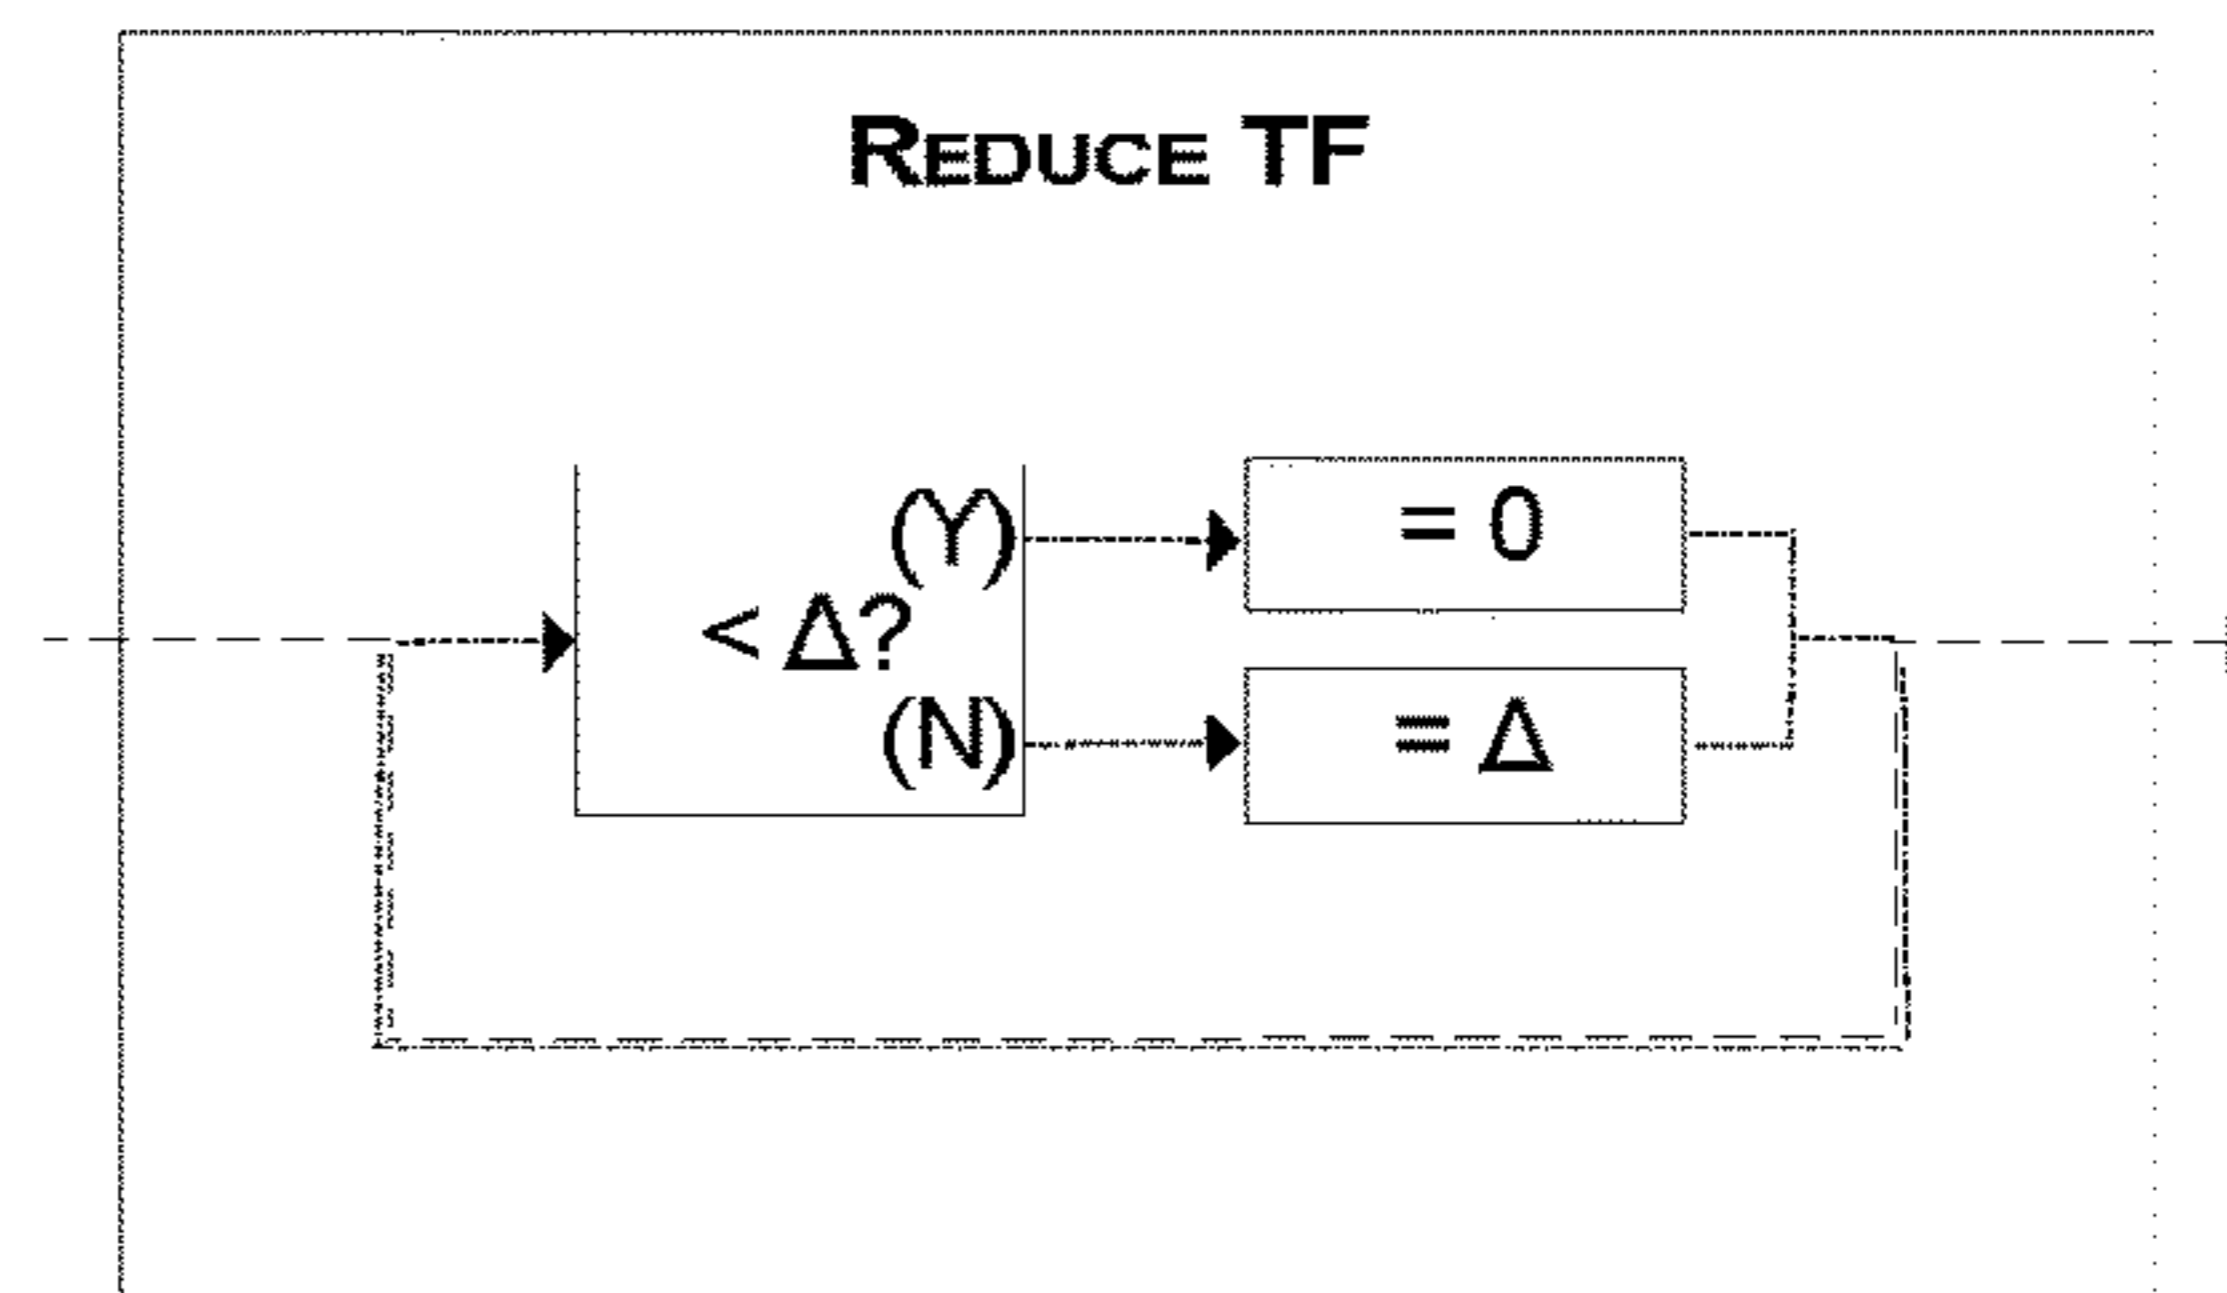 REDUCE TF
(Y)
= 0
< Δ?
(N)
= Δ